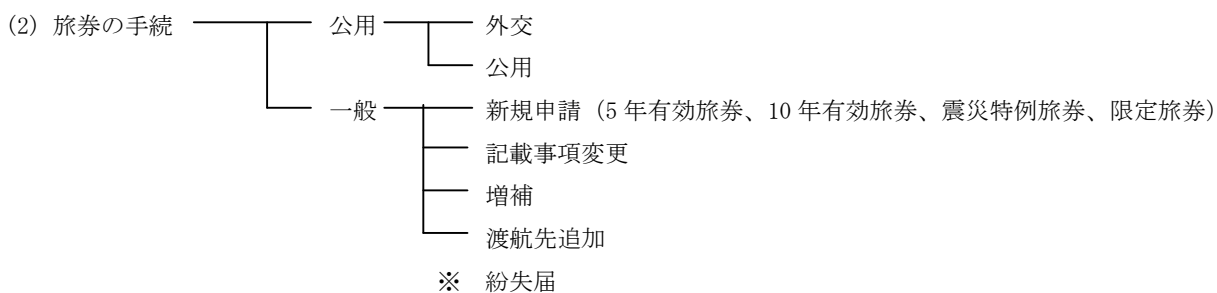 (2) 旅券の手続 公用 外交
公用
一般 新規申請（5 年有効旅券、10 年有効旅券、震災特例旅券、限定旅券）
記載事項変更
増補
渡航先追加
※ 紛失届